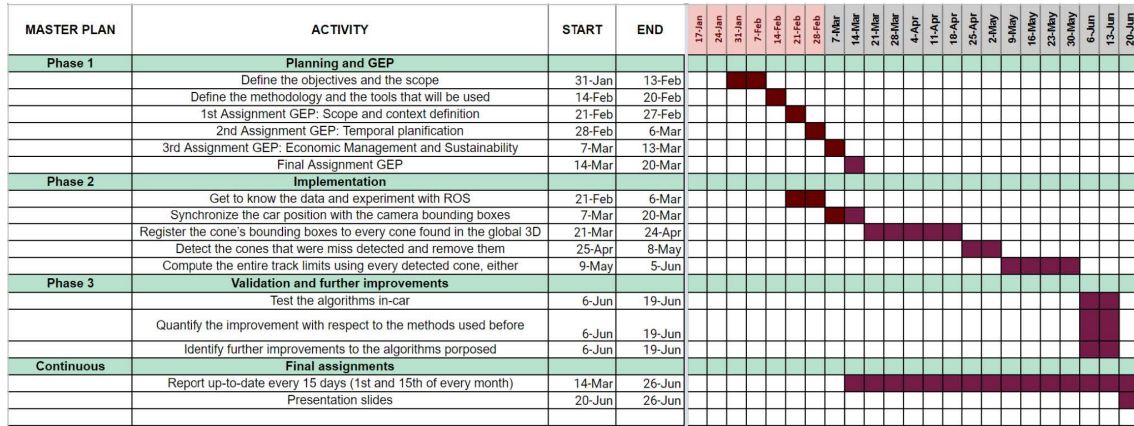 MASTER PLAN ACTIVITY START END 17-Jan 24-Jan 31-Jan 7-Feb 14-Feb 21-Feb 28-Feb 7-Mar 14-Mar 21-Mar 28-Mar 4-Apr 11-Apr 18-Apr 25-Apr 2-May 9-May 16-May 23-May 30-May 6-Jun 13-Jun 20-Jun
Phase 1 Planning and GEP
Define the objectives and the scope 31-Jan 13-Feb
Define the methodology and the tools that will be used 14-Feb 20-Feb
1st Assignment GEP: Scope and context definition 21-Feb 27-Feb
2nd Assignment GEP: Temporal planification 28-Feb 6-Mar
3rd Assignment GEP: Economic Management and Sustainability 7-Mar 13-Mar
Final Assignment GEP 14-Mar 20-Mar
Phase 2 Implementation
Get to know the data and experiment with ROS 21-Feb 6-Mar
Synchronize the car position with the camera bounding boxes 7-Mar 20-Mar
Register the cone's bounding boxes to every cone found in the global 3D 21-Mar 24-Apr
Detect the cones that were miss detected and remove them 25-Apr 8-May
Compute the entire track limits using every detected cone, either 9-May 5-Jun
Phase 3 Validation and further improvements
Test the algorithms in-car 6-Jun 19-Jun
Quantify the improvement with respect to the methods used before 6-Jun 19-Jun
Identify further improvements to the algorithms porposed 6-Jun 19-Jun
Continuous Final assignments
Report up-to-date every 15 days (1st and 15th of every month) 14-Mar 26-Jun
Presentation slides 20-Jun 26-Jun